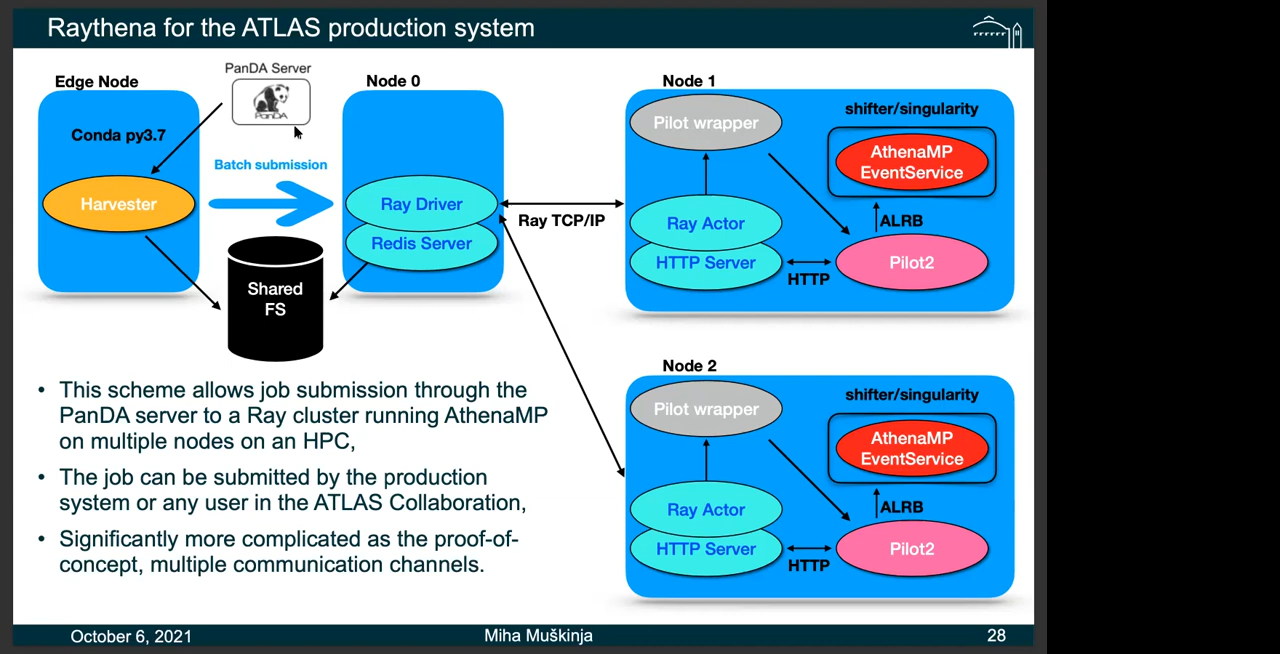 Raythena for the ATLAS production system
PanDA Server
Edge Node
Node 0
Node 1
PanDA
Conda py3.7
Batch submission
Harvester
Ray Driver
Redis Server
Shared
FS
Ray TCP/IP
Pilot wrapper
shifter/singularity
AthenaMP
EventService
Ray Actor
ALRB
HTTP Server
HTTP
Pilot2
Node 2
Pilot wrapper
shifter/singularity
AthenaMP
EventService
Ray Actor
ALRB
HTTP Server
HTTP
Pilot2
• This scheme allows job submission through the
PanDA server to a Ray cluster running AthenaMP
on multiple nodes on an HPC,
• The job can be submitted by the production
system or any user in the ATLAS Collaboration,
• Significantly more complicated as the proof-of-
concept, multiple communication channels.
October 6, 2021
Miha Muškinja
28